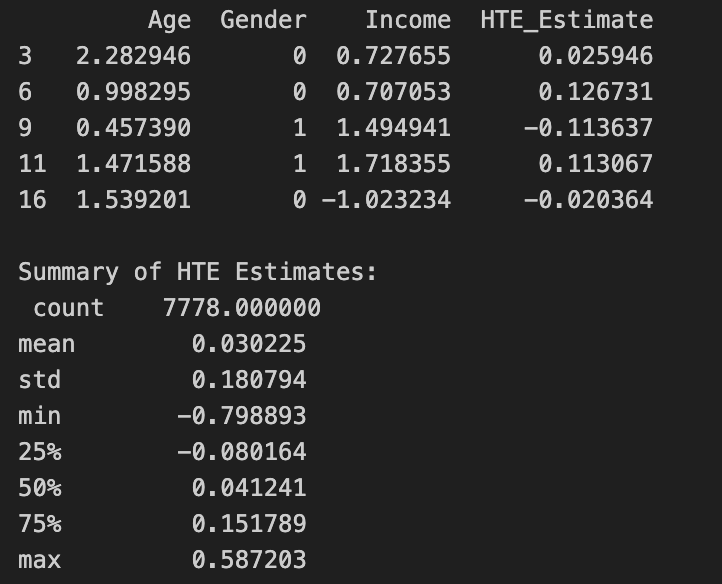 Age Gender Income HTE_Estimate
3 2.282946 0 0.727655 0.025946
6 0.998295 0 0.707053 0.126731
9 0.457390 1 1.494941 -0.113637
11 1.471588 1 1.718355 0.113067
16 1.539201 0 -1.023234 -0.020364
Summary of HTE Estimates:
count 7778.000000
mean 0.030225
std 0.180794
min -0.798893
25% -0.080164
50% 0.041241
75% 0.151789
max 0.587203